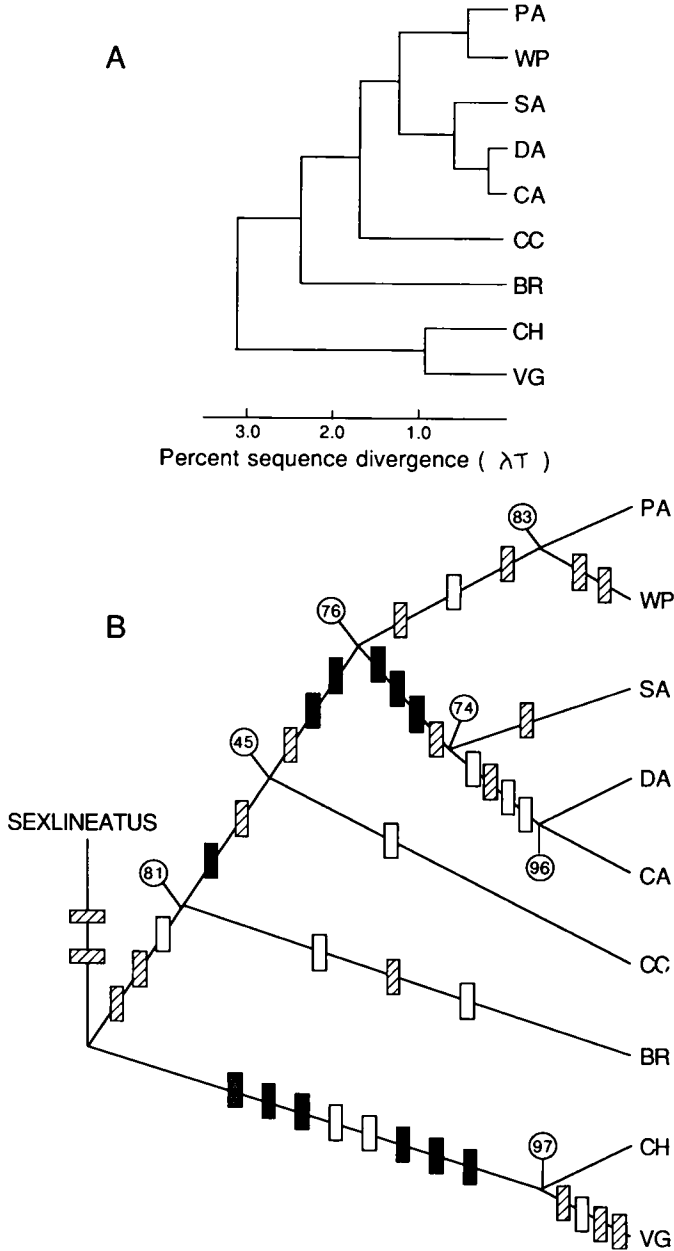 A
PA
WP
SA
DA
CA
CC
BR
CH
VG
3.0 2.0 1.0
Percent sequence divergence ( λT )
B
83
PA
76
WP
74
SA
45
DA
SEXLINEATUS
96
CA
81
CC
BR
97
CH
VG